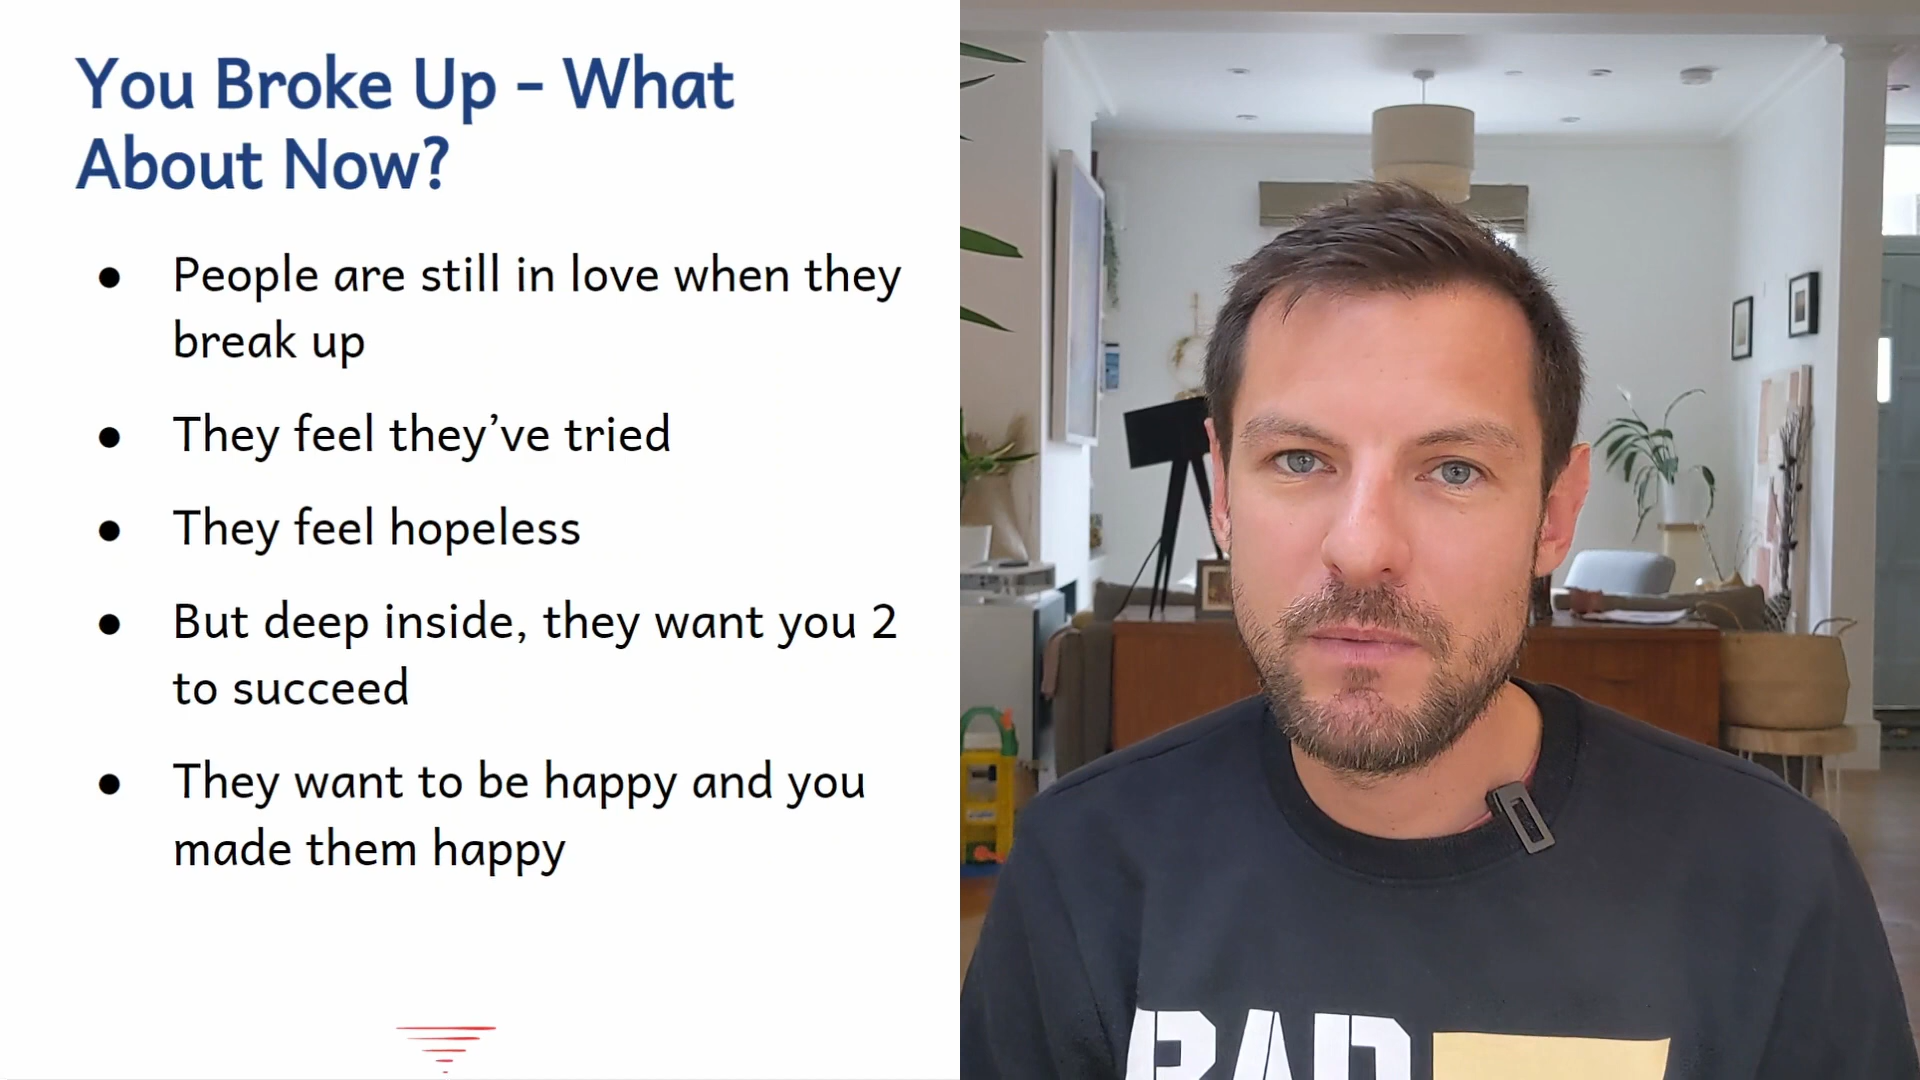 You Broke Up - What
About Now?
● People are still in love when they
break up
● They feel they’ve tried
● They feel hopeless
● But deep inside, they want you 2
to succeed
● They want to be happy and you
made them happy